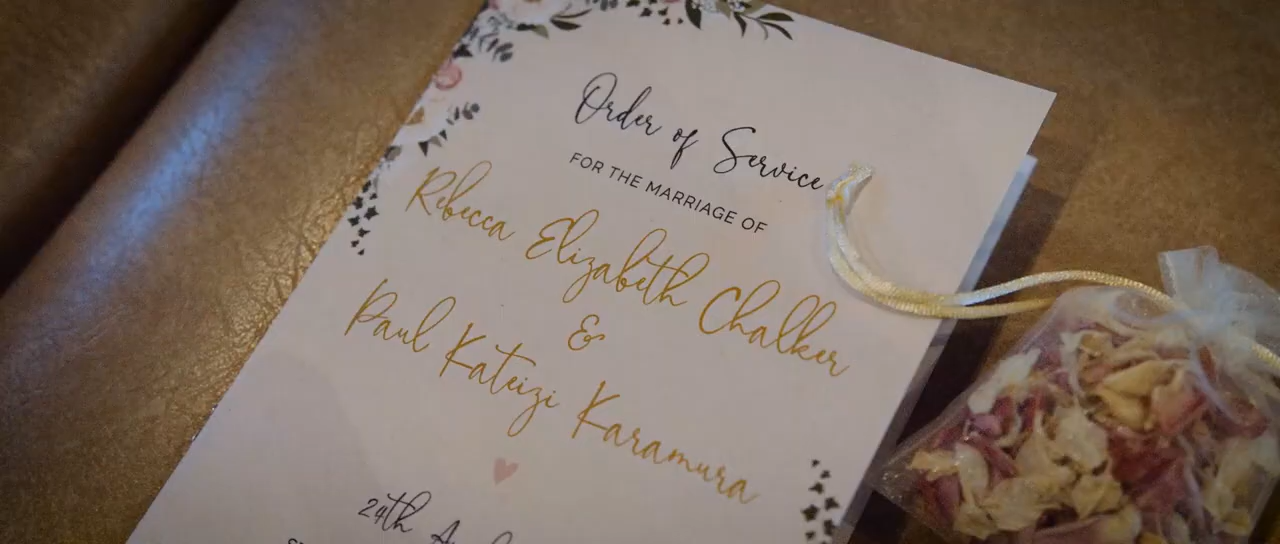 Order of Service
FOR THE MARRIAGE OF
Rebecca Elizabeth Chalker
&
Paul Kateizi Karamura
24th